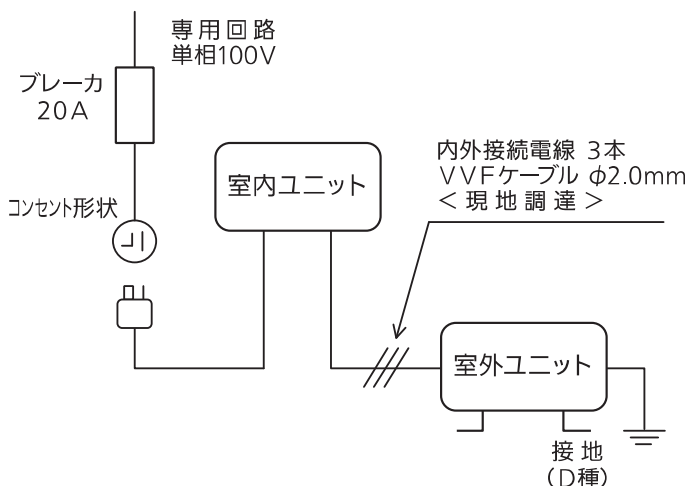 専用回路
単相100V
ブレーカ
20A
コンセント形状
室内ユニット
内外接続電線 3本
VVFケーブル φ2.0mm
<現地調達>
室外ユニット
接地
(D種)